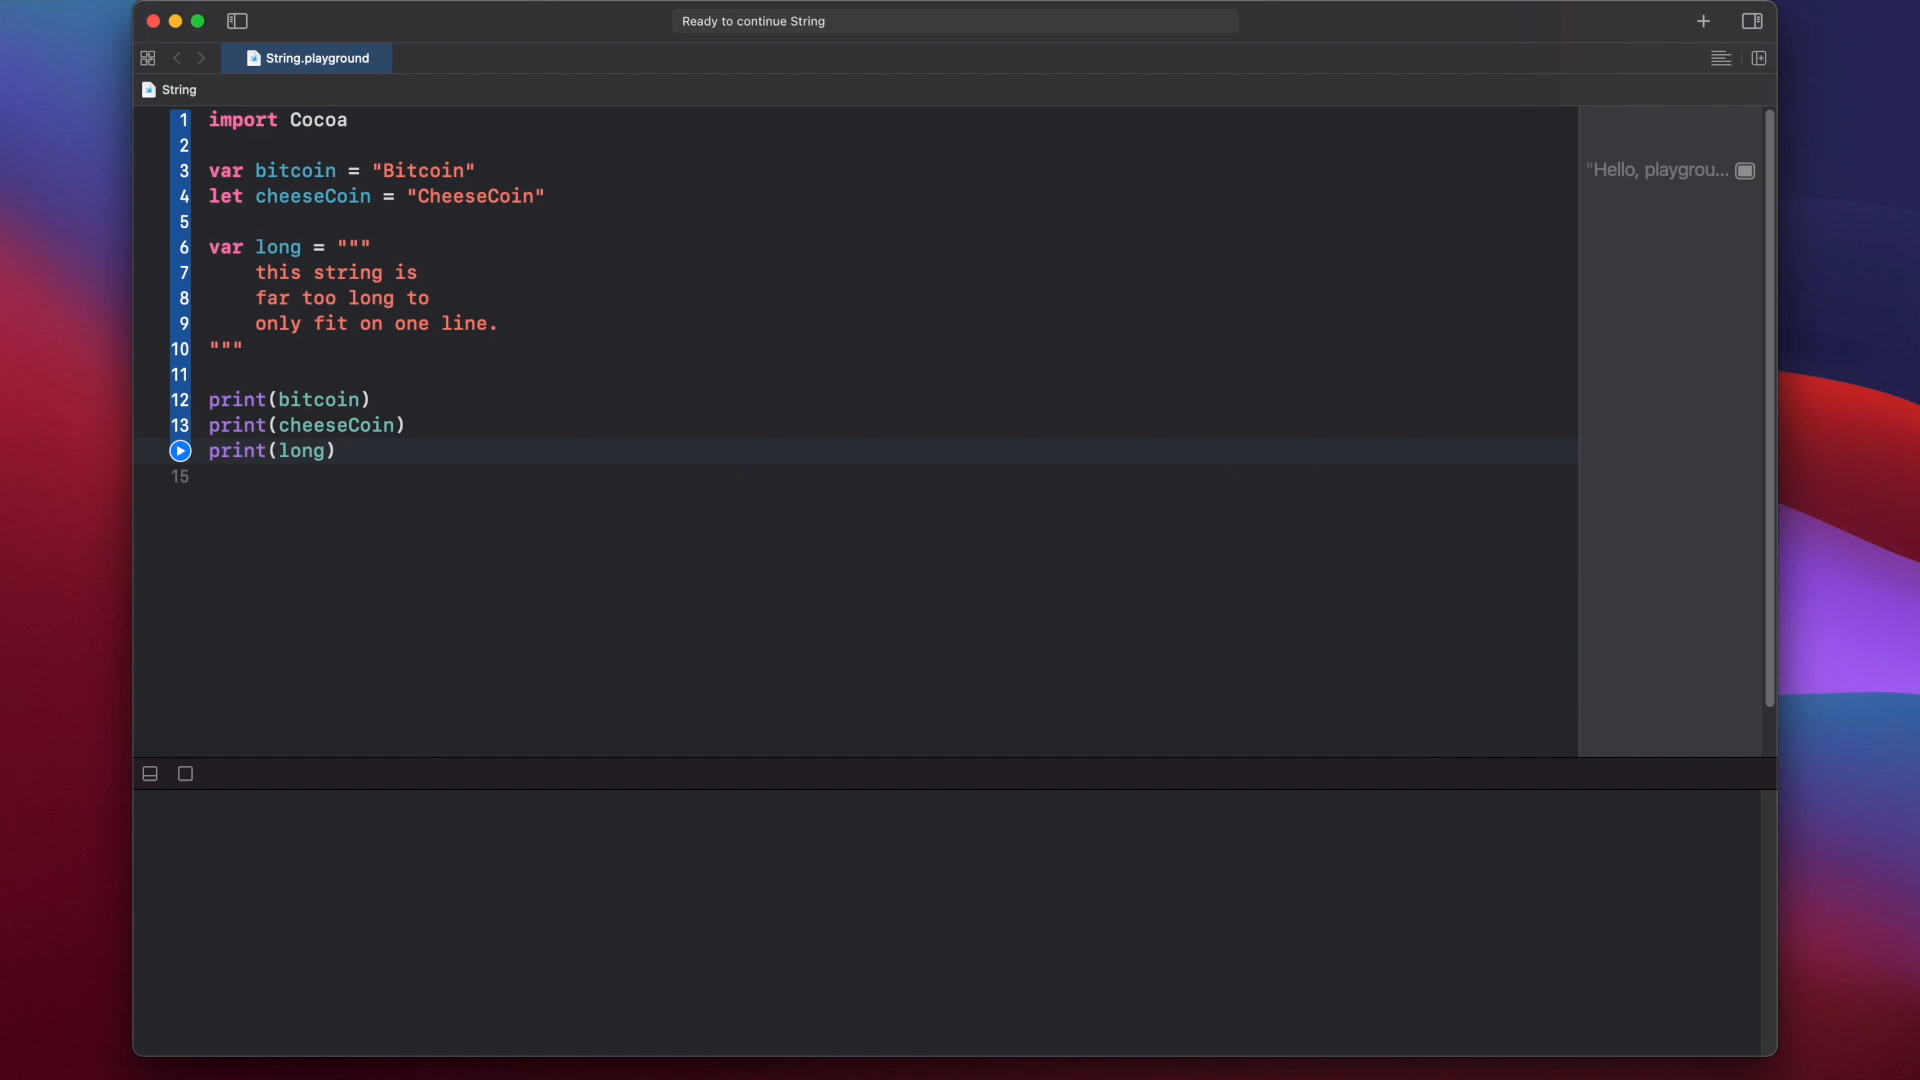 Ready to continue String
String.playground
String
1 import Cocoa
2
3 var bitcoin = "Bitcoin"
4 let cheeseCoin = "CheeseCoin"
5
6 var long = """
7     this string is
8     far too long to
9     only fit on one line.
10 """
11
12 print(bitcoin)
13 print(cheeseCoin)
print(long)
15
"Hello, playgrou...